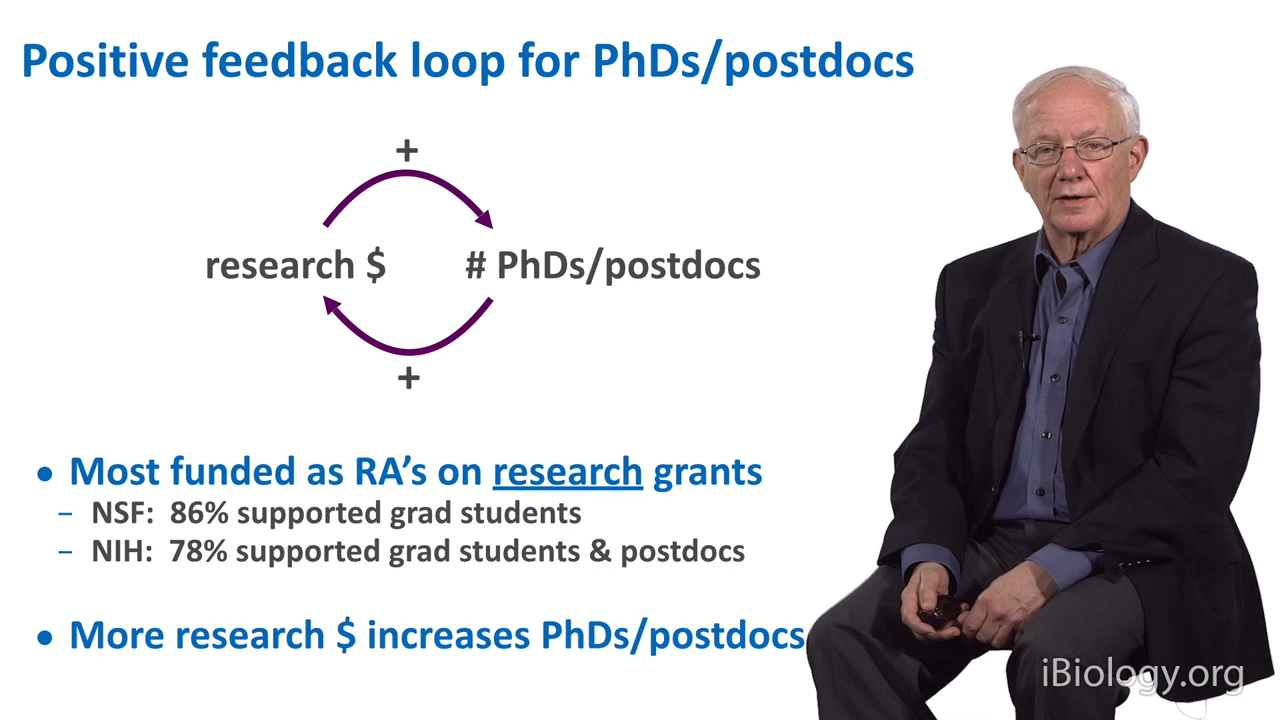 Positive feedback loop for PhDs/postdocs
+
research $ # PhDs/postdocs
+
• Most funded as RA’s on research grants
– NSF: 86% supported grad students
– NIH: 78% supported grad students & postdocs
• More research $ increases PhDs/postdocs
iBiology.org